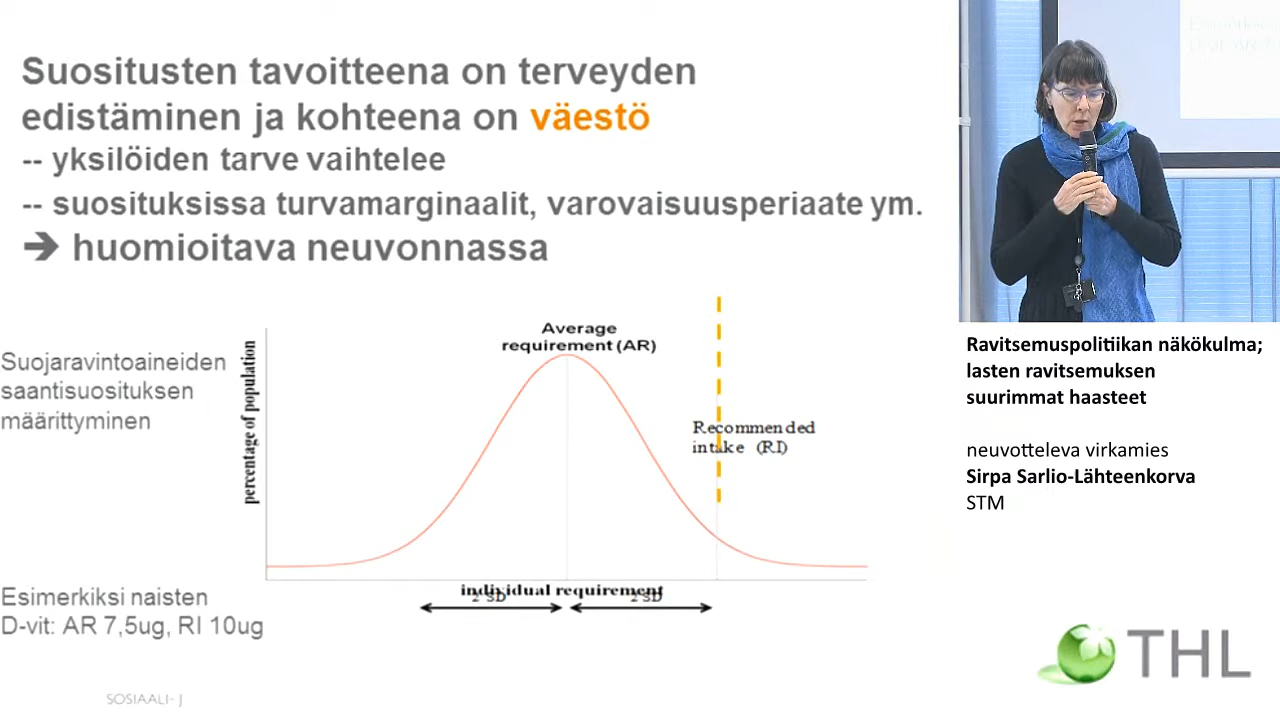 Suositusten tavoitteena on terveyden
edistäminen ja kohteena on väestö
-- yksilöiden tarve vaihtelee
-- suosituksissa turvamarginaalit, varovaisuusperiaate ym.
➔ huomioitava neuvonnassa
Suojaravintoaineiden
saantisuosituksen
määrittyminen
percentage of population
Average
requirement (AR)
Recommended
intake (RI)
individual requirement
2 SD
2 SD
Esimerkiksi naisten
D-vit: AR 7,5ug, RI 10ug
SOSIAALI- J
Ravitsemuspolitiikan näkökulma;
lasten ravitsemuksen
suurimmat haasteet
neuvotteleva virkamies
Sirpa Sarlio-Lähteenkorva
STM
THL